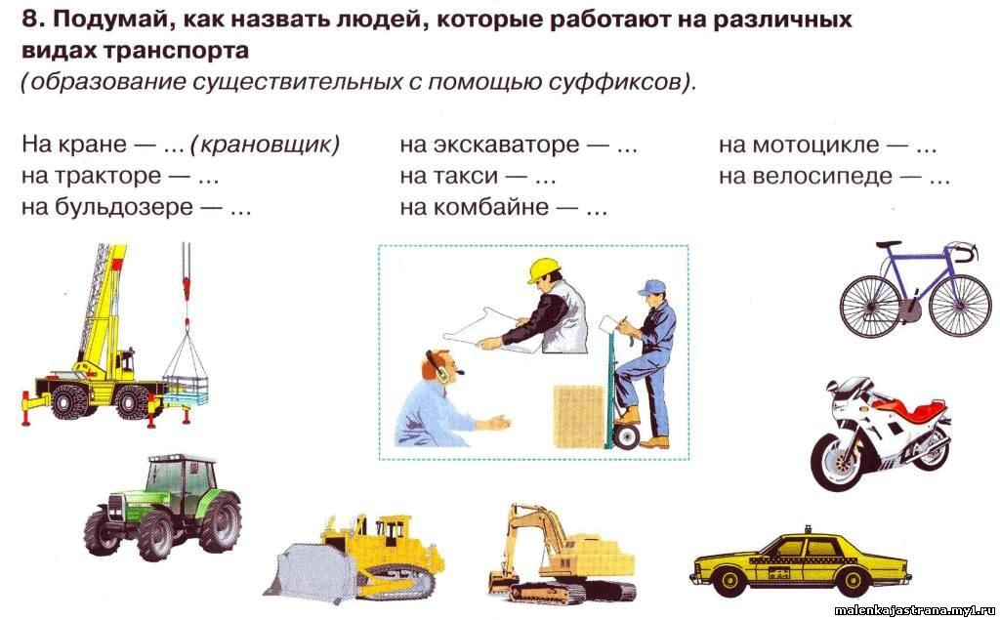 8. Подумай, как назвать людей, которые работают на различных
видах транспорта
(образование существительных с помощью суффиксов).
На кране — ... (крановщик)
на тракторе — ...
на бульдозере — ...
на экскаваторе — ...
на такси — ...
на комбайне — ...
на мотоцикле — ...
на велосипеде — ...
malenkajastrana.my1.ru